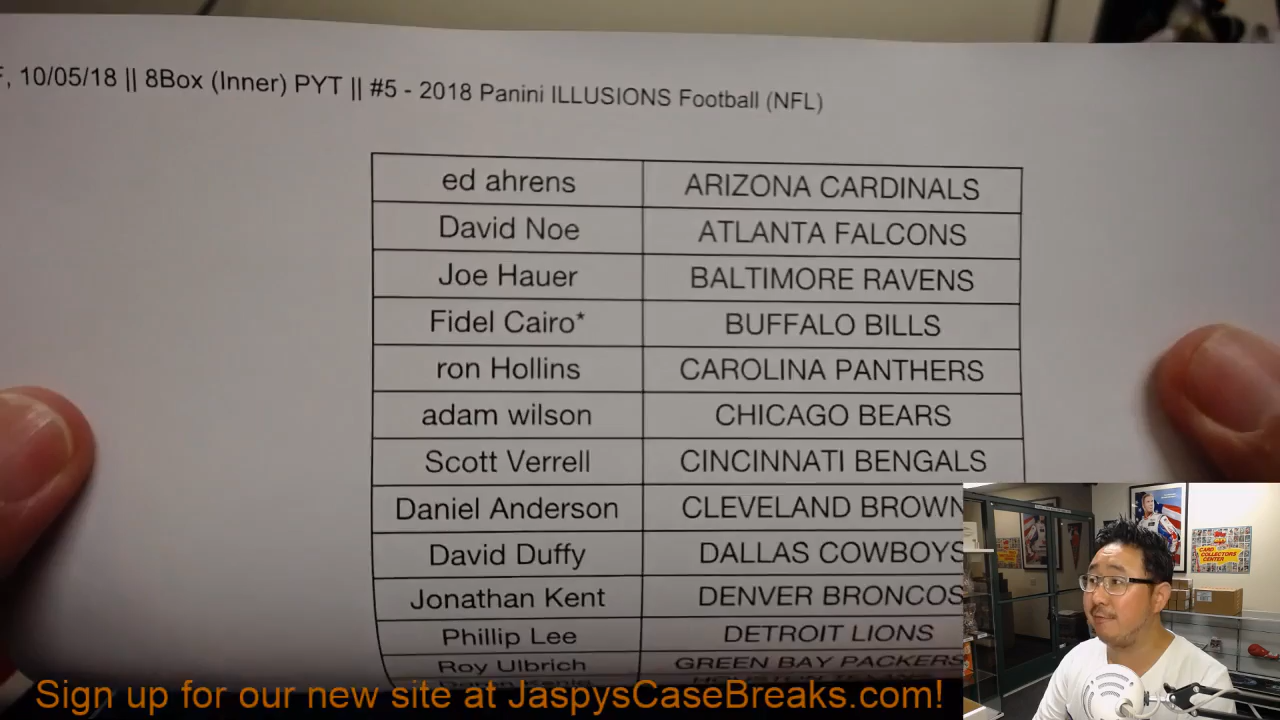 10/05/18 || 8Box (Inner) PYT || #5 - 2018 Panini ILLUSIONS Football (NFL)
ed ahrens ARIZONA CARDINALS
David Noe ATLANTA FALCONS
Joe Hauer BALTIMORE RAVENS
Fidel Cairo* BUFFALO BILLS
ron Hollins CAROLINA PANTHERS
adam wilson CHICAGO BEARS
Scott Verrell CINCINNATI BENGALS
Daniel Anderson CLEVELAND BROWN
David Duffy DALLAS COWBOYS
Jonathan Kent DENVER BRONCOS
Phillip Lee DETROIT LIONS
Roy Ulbrich GREEN BAY PACKERS
CARD
COLLECTORS
CENTER
Sign up for our new site at JaspysCaseBreaks.com!